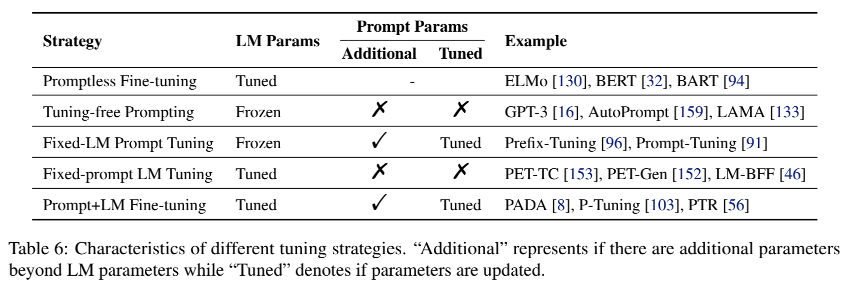 Strategy LM Params Prompt Params Example
Additional Tuned
Promptless Fine-tuning Tuned - ELMo [130], BERT [32], BART [94]
Tuning-free Prompting Frozen ✗ ✗ GPT-3 [16], AutoPrompt [159], LAMA [133]
Fixed-LM Prompt Tuning Frozen ✓ Tuned Prefix-Tuning [96], Prompt-Tuning [91]
Fixed-prompt LM Tuning Tuned ✗ ✗ PET-TC [153], PET-Gen [152], LM-BFF [46]
Prompt+LM Fine-tuning Tuned ✓ Tuned PADA [8], P-Tuning [103], PTR [56]
Table 6: Characteristics of different tuning strategies. “Additional” represents if there are additional parameters
beyond LM parameters while “Tuned” denotes if parameters are updated.